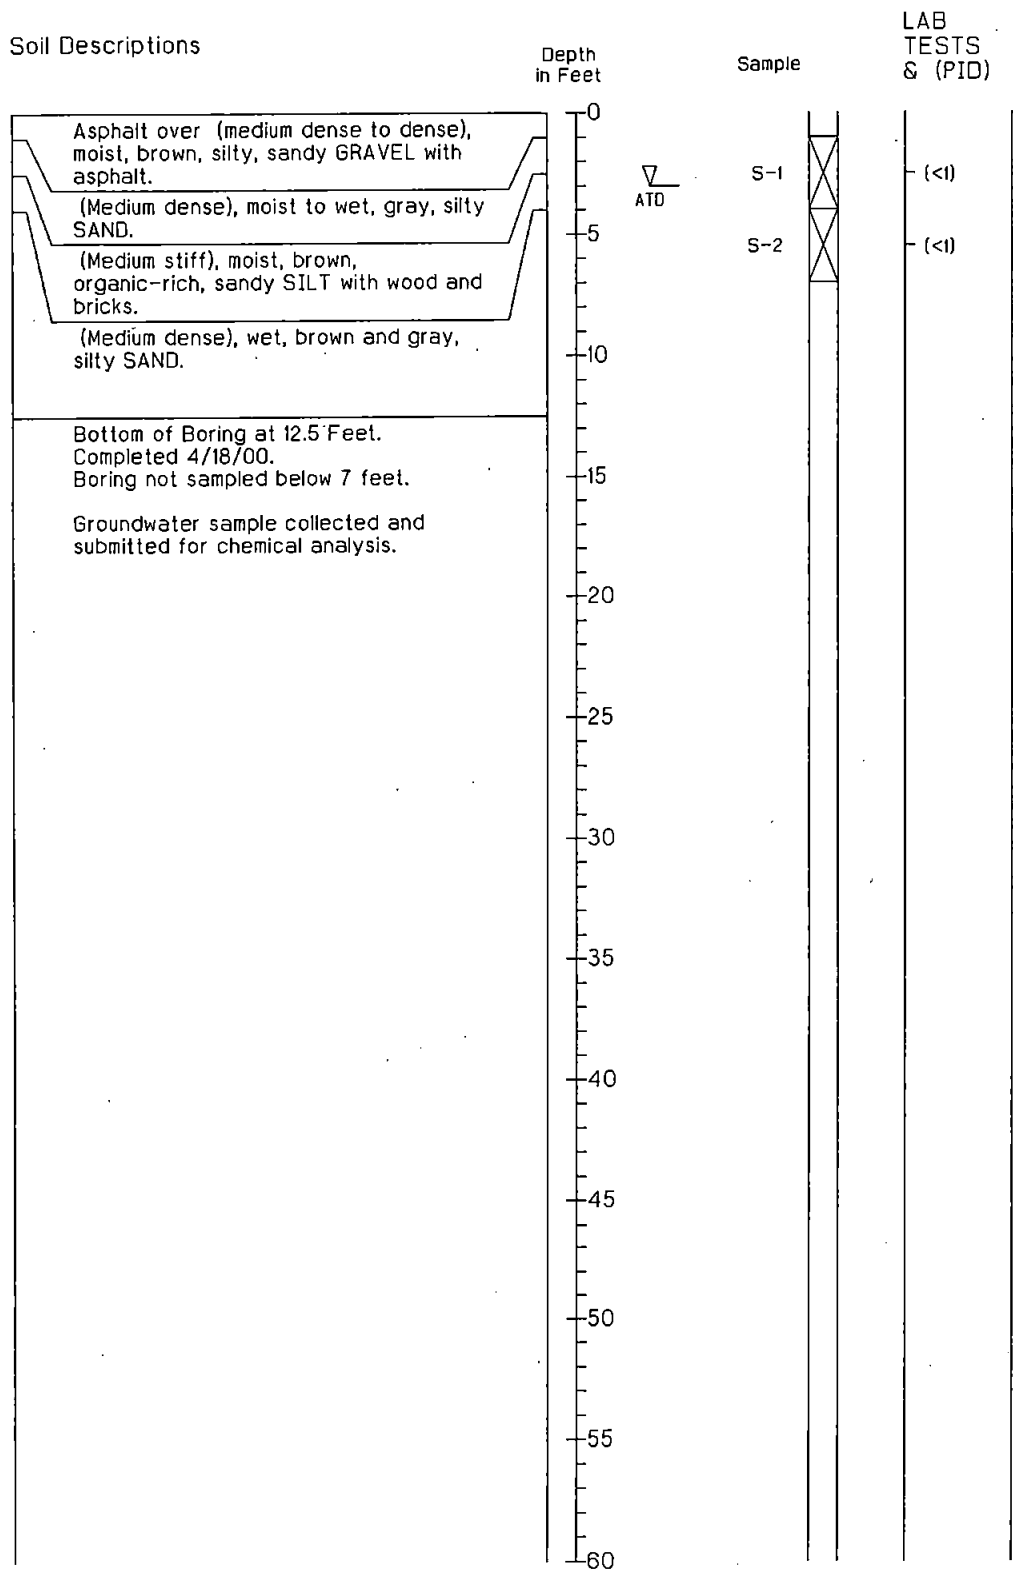 Soil Descriptions
Depth
in Feet
Sample
LAB
TESTS
& (PID)
Asphalt over (medium dense to dense),
moist, brown, silty, sandy GRAVEL with
asphalt.
(Medium dense), moist to wet, gray, silty
SAND.
(Medium stiff), moist, brown,
organic-rich, sandy SILT with wood and
bricks.
(Medium dense), wet, brown and gray,
silty SAND.
Bottom of Boring at 12.5 Feet.
Completed 4/18/00.
Boring not sampled below 7 feet.
Groundwater sample collected and
submitted for chemical analysis.
0
5
10
15
20
25
30
35
40
45
50
55
60
ATD
S-1
S-2
(<1)
(<1)